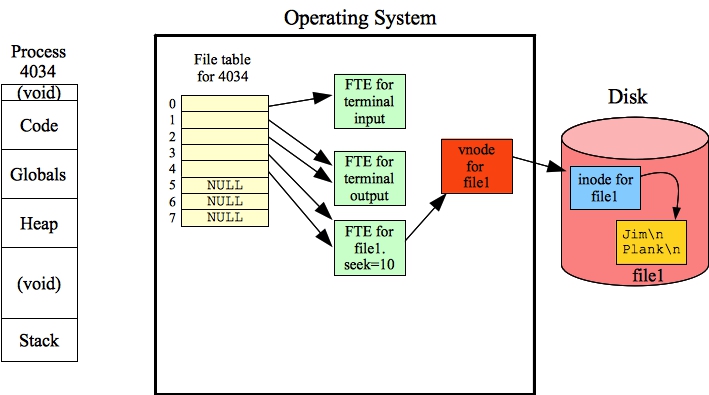 Operating System
Process
4034
(void)
Code
Globals
Heap
(void)
Stack
File table
for 4034
0
1
2
3
4
5 NULL
6 NULL
7 NULL
FTE for
terminal
input
FTE for
terminal
output
FTE for
file1.
seek=10
vnode
for
file1
Disk
inode for
file1
Jim\n
Plank\n
file1